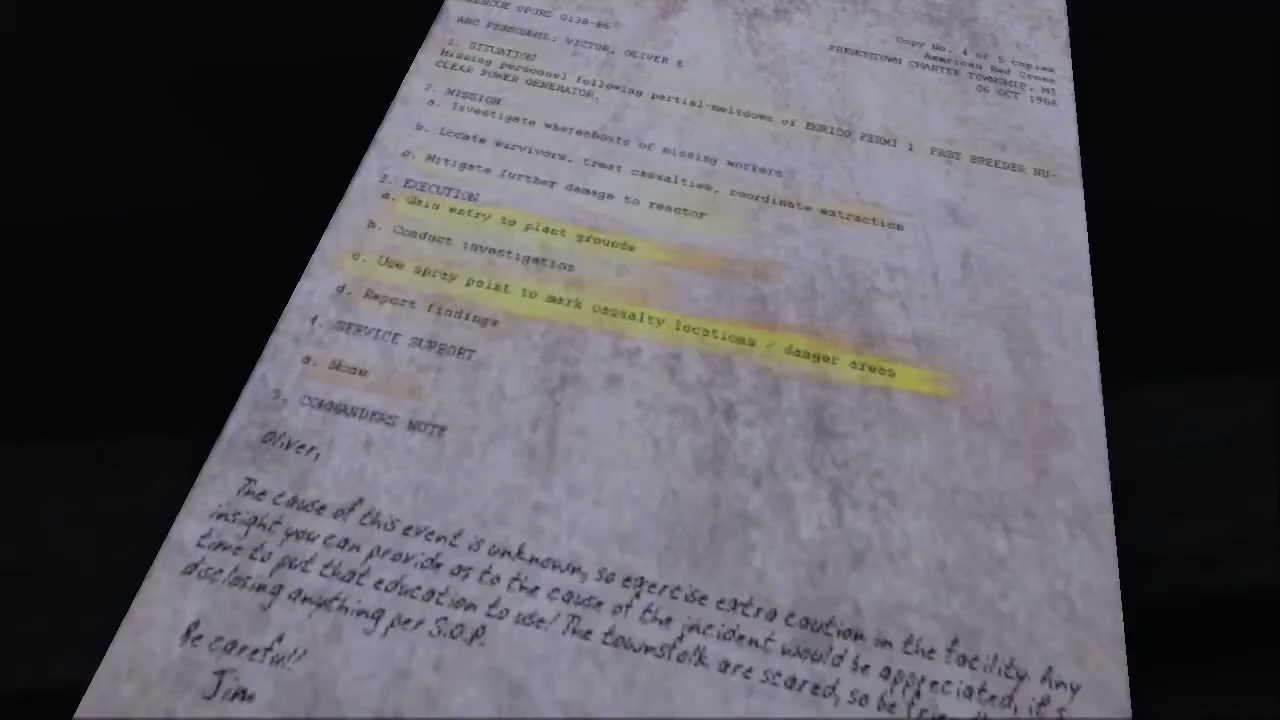 RESCUE OPORD 0139-66
Copy No. 4 of 5 copies
American Red Cross
FRENCHTOWN CHARTER TOWNSHIP, MI
06 OCT 1966
ARC PERSONNEL: VICTOR, OLIVER
1. SITUATION
Missing personnel following partial-meltdown of ENRICO FERMI 1 FAST BREEDER NU-
CLEAR POWER GENERATOR.
2. MISSION
a. Investigate whereabouts of missing workers
b. Locate survivors, treat casualties, coordinate extraction
c. Mitigate further damage to reactor
3. EXECUTION
a. Gain entry to plant grounds
b. Conduct investigation
c. Use spray paint to mark casualty locations / danger areas
d. Report findings
4. SERVICE SUPPORT
a. None
5. COMMANDERS NOTE
Oliver,
The cause of this event is unknown, so exercise extra caution in the facility. Any
insight you can provide as to the cause of the incident would be appreciated, it's
time to put that education to use! The townsfolk are scared, so be
disclosing anything per S.O.P.
Be careful!!
Jim